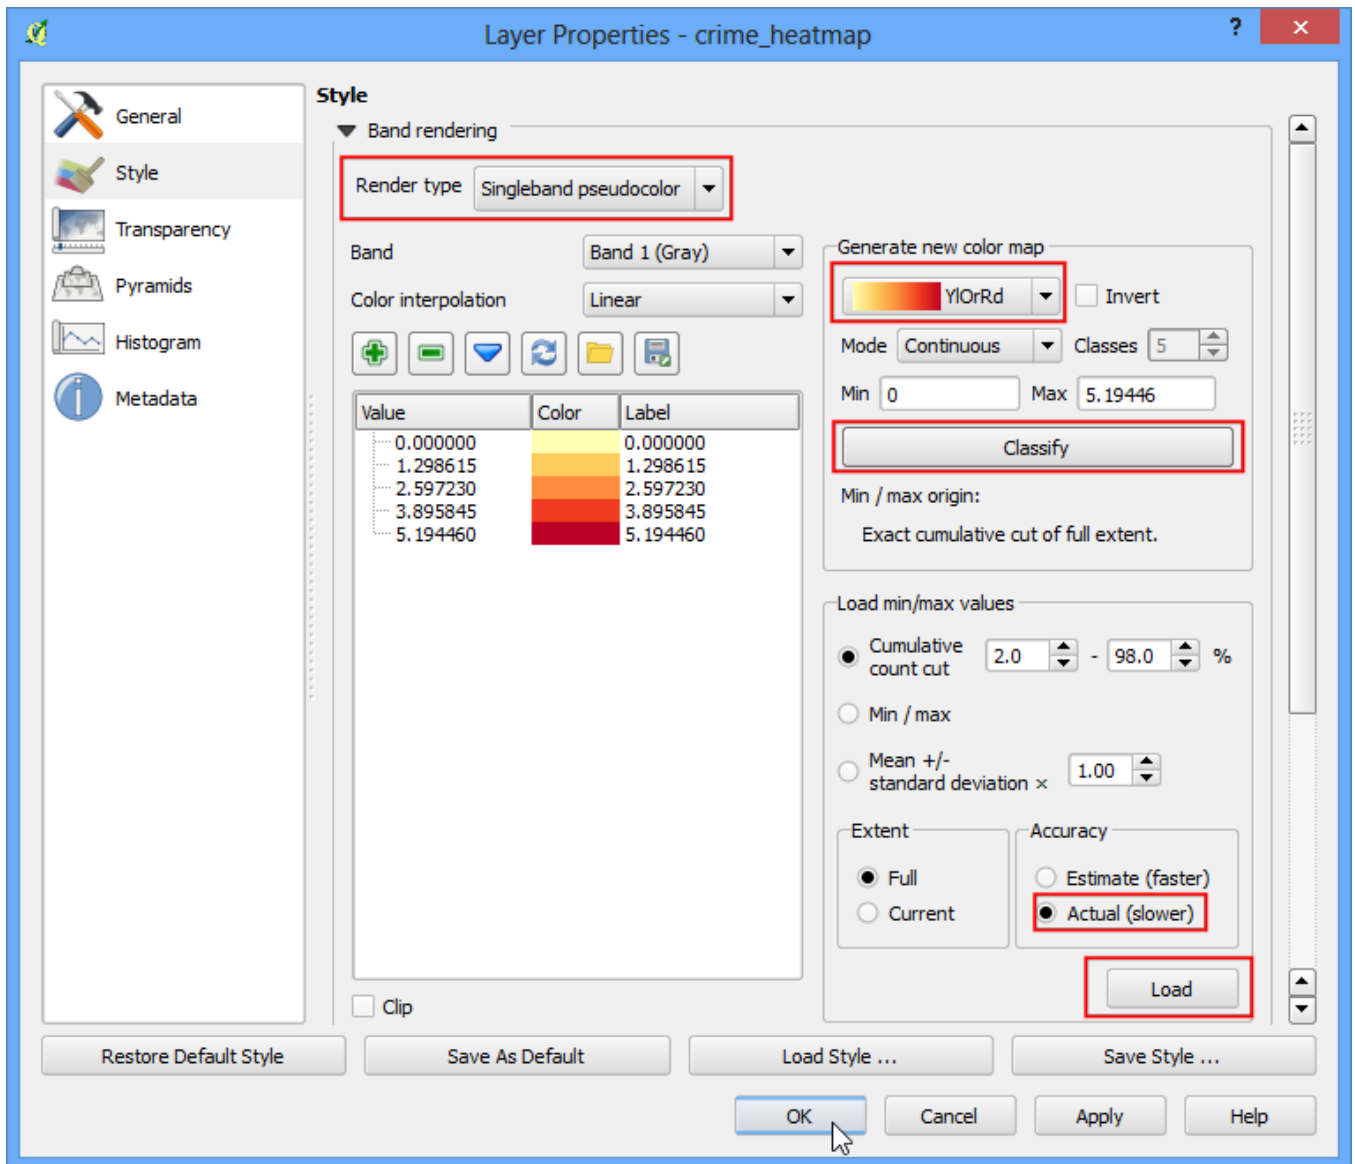 Layer Properties - crime_heatmap
?
General
Style
Transparency
Pyramids
Histogram
Metadata
Style
Band rendering
Render type Singleband pseudocolor
Band Band 1 (Gray)
Color interpolation Linear
Value Color Label
0.000000 0.000000
1.298615 1.298615
2.597230 2.597230
3.895845 3.895845
5.194460 5.194460
Clip
Generate new color map
YlOrRd Invert
Mode Continuous Classes 5
Min 0 Max 5.19446
Classify
Min / max origin:
Exact cumulative cut of full extent.
Load min/max values
Cumulative
count cut 2.0 - 98.0 %
Min / max
Mean +/-
standard deviation × 1.00
Extent
Full
Current
Accuracy
Estimate (faster)
Actual (slower)
Load
Restore Default Style Save As Default Load Style ... Save Style ...
OK Cancel Apply Help